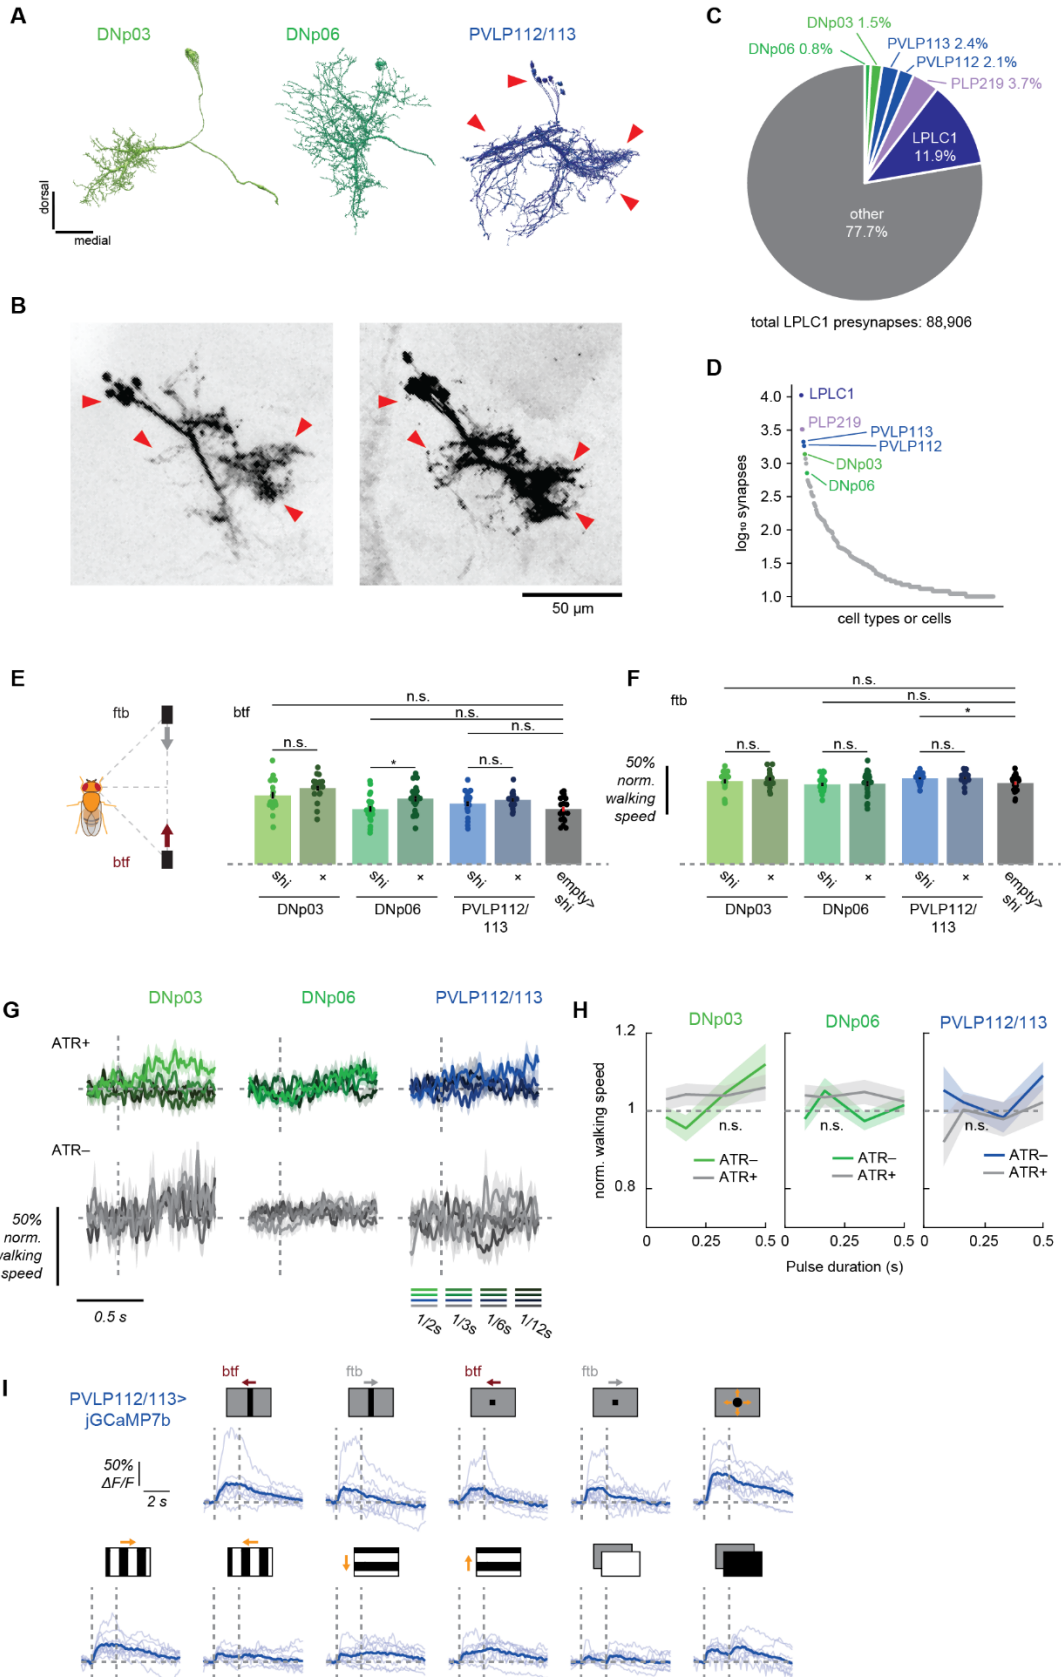 A
DNp03
DNp06
PVLP112/113
dorsal
medial
B
50 µm
C
DNp03 1.5%
DNp06 0.8%
PVLP113 2.4%
PVLP112 2.1%
PLP219 3.7%
LPLC1
11.9%
other
77.7%
total LPLC1 presynapses: 88,906
D
log₁₀ synapses
4.0
3.5
3.0
2.5
2.0
1.5
1.0
LPLC1
PLP219
PVLP113
PVLP112
DNp03
DNp06
cell types or cells
E
ftb
btf
btf
n.s.
n.s.
n.s.
n.s.
*
n.s.
shi
+
shi
+
shi
+
empty>
shi
DNp03
DNp06
PVLP112/
113
F
ftb
50%
norm.
walking
speed
n.s.
n.s.
*
n.s.
n.s.
n.s.
shi
+
shi
+
shi
+
empty>
shi
DNp03
DNp06
PVLP112/
113
G
DNp03
DNp06
PVLP112/113
ATR+
ATR–
50%
norm.
walking
speed
0.5 s
1/2s
1/3s
1/6s
1/12s
H
DNp03
DNp06
PVLP112/113
norm. walking speed
1.2
1
0.8
n.s.
ATR–
ATR+
n.s.
ATR–
ATR+
n.s.
ATR–
ATR+
0
0.25
0.5
0
0.25
0.5
0
0.25
0.5
Pulse duration (s)
I
PVLP112/113>
jGCaMP7b
50%
ΔF/F
2 s
btf
ftb
btf
ftb